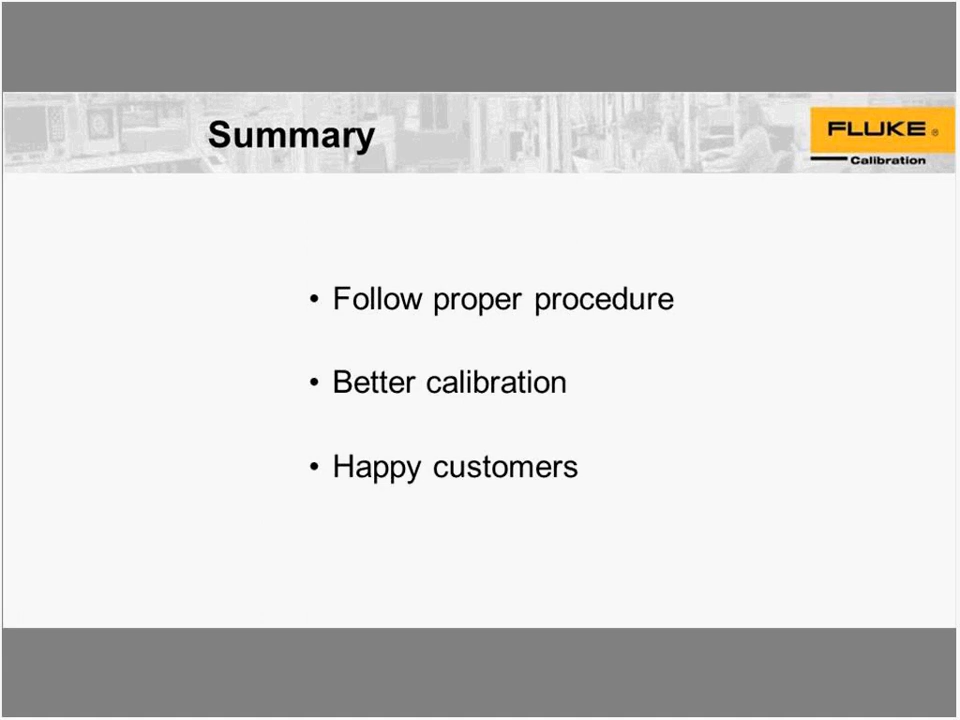 Summary
FLUKE ®
Calibration
• Follow proper procedure
• Better calibration
• Happy customers